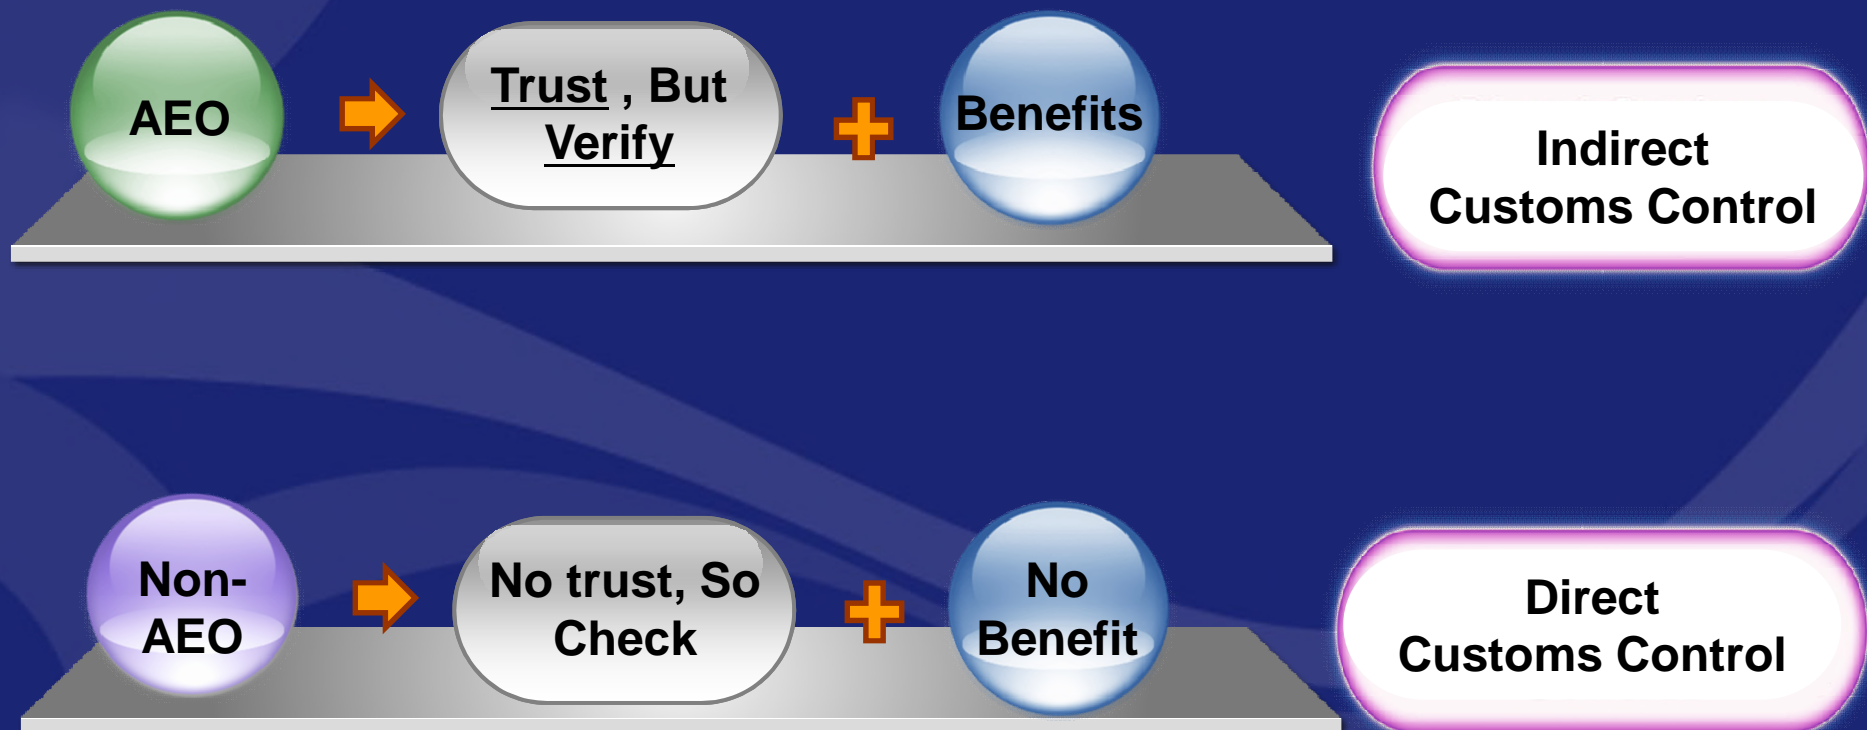 AEO
Trust , But
Verify
Benefits
Indirect
Customs Control
Non-
AEO
No trust, So
Check
No
Benefit
Direct
Customs Control